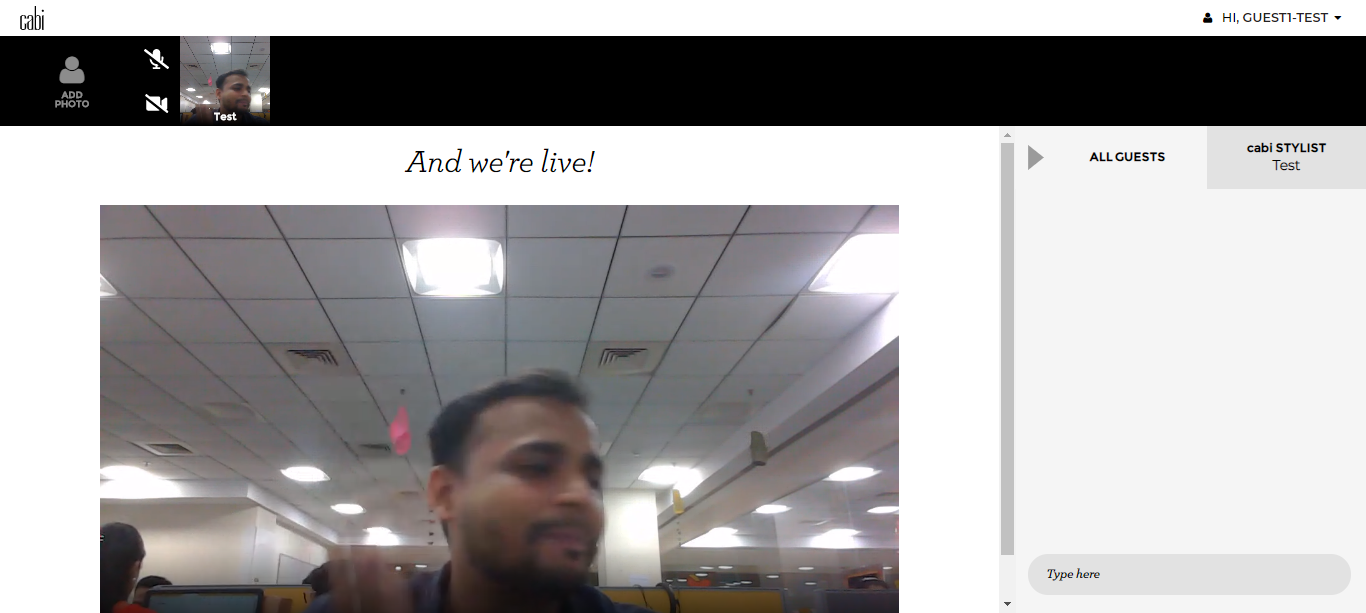 cabi
HI, GUEST1-TEST
ADD
PHOTO
Test
And we're live!
ALL GUESTS
cabi STYLIST
Test
Type here